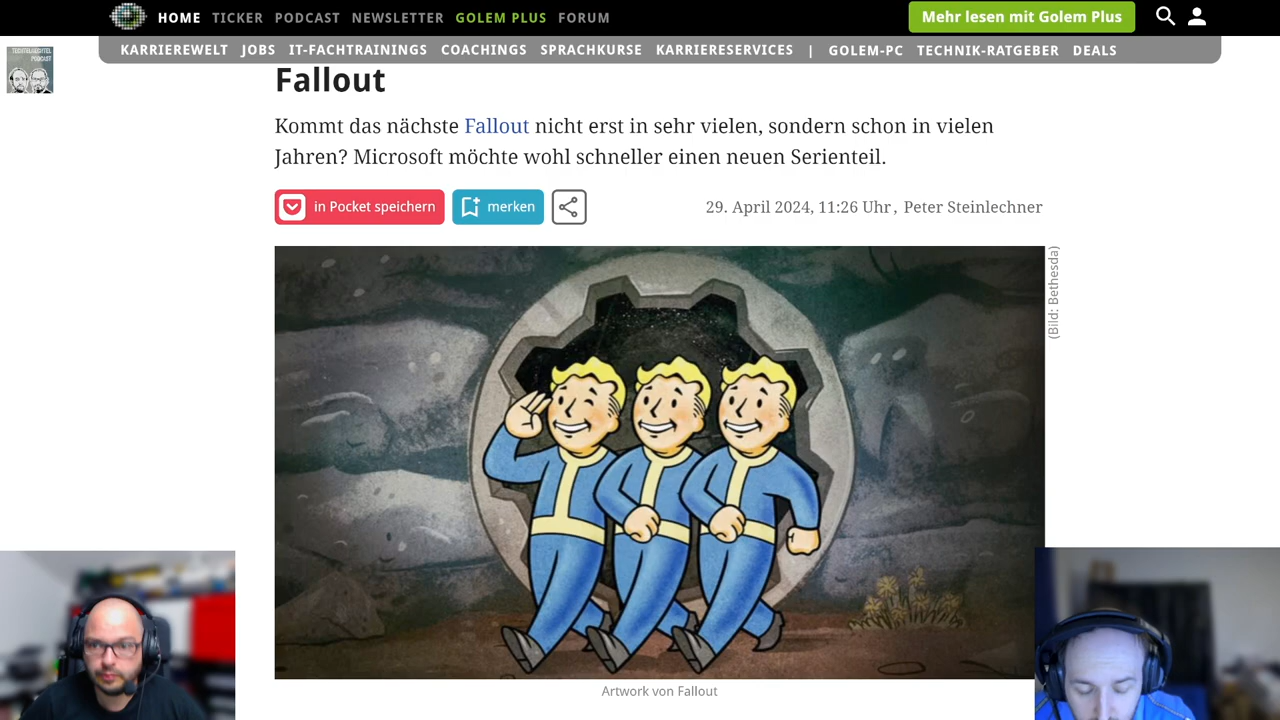 HOME TICKER PODCAST NEWSLETTER GOLEM PLUS FORUM
Mehr lesen mit Golem Plus
KARRIEREWELT JOBS IT-FACHTRAININGS COACHINGS SPRACHKURSE KARRIERESERVICES | GOLEM-PC TECHNIK-RATGEBER DEALS
Fallout
Kommt das nächste Fallout nicht erst in sehr vielen, sondern schon in vielen
Jahren? Microsoft möchte wohl schneller einen neuen Serienteil.
in Pocket speichern
merken
29. April 2024, 11:26 Uhr, Peter Steinlechner
(Bild: Bethesda)
Artwork von Fallout